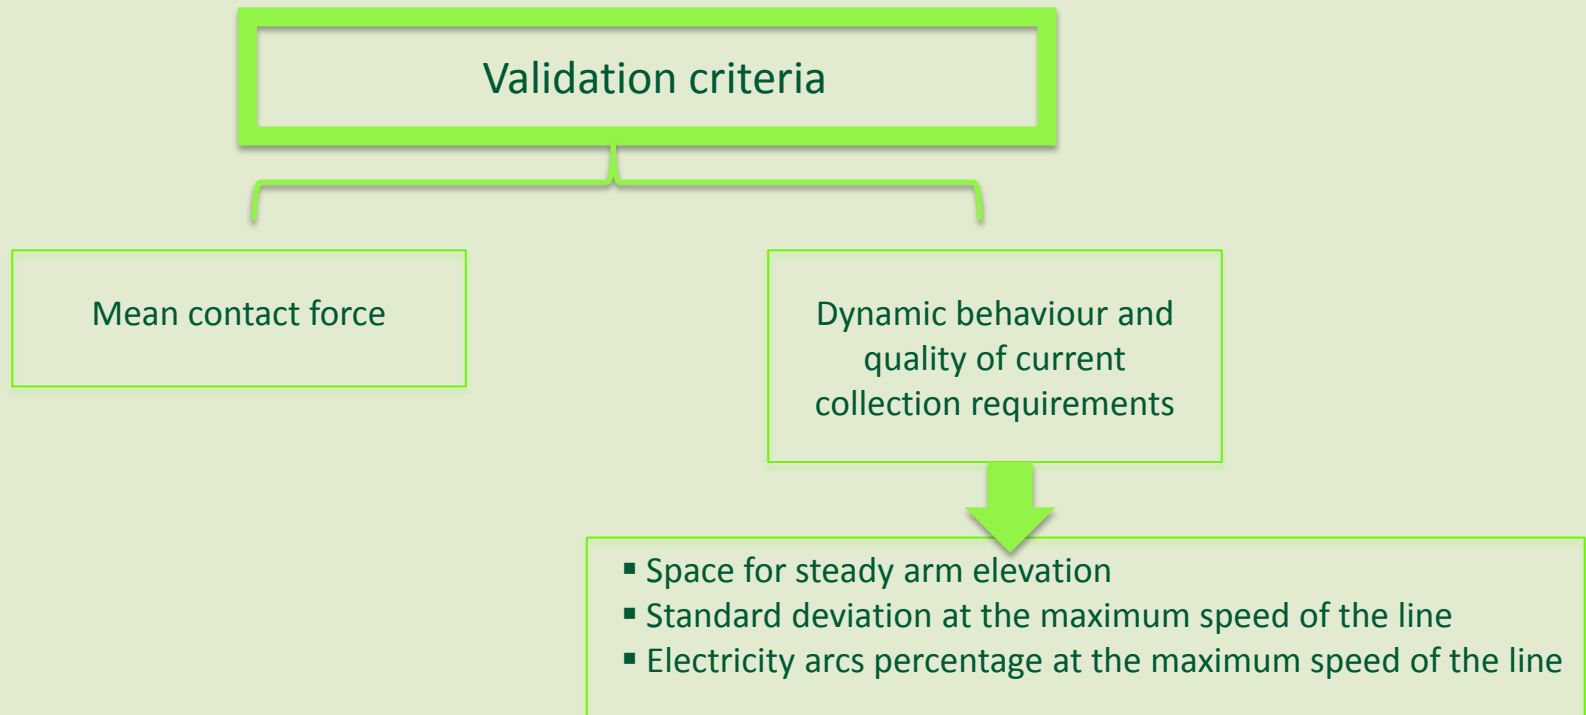 Validation criteria
Mean contact force
Dynamic behaviour and
quality of current
collection requirements
▪ Space for steady arm elevation
▪ Standard deviation at the maximum speed of the line
▪ Electricity arcs percentage at the maximum speed of the line